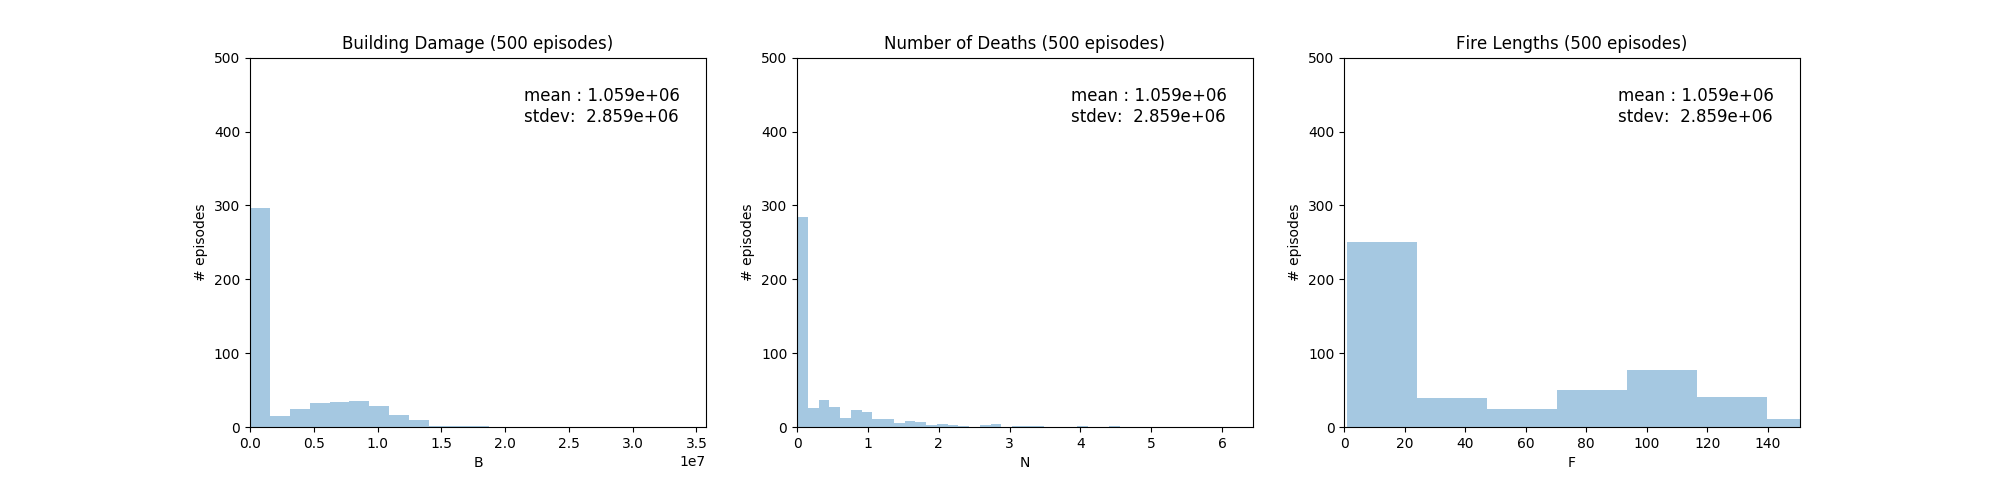 Building Damage (500 episodes)
mean : 1.059e+06
stdev:  2.859e+06
500
400
300
200
100
0
# episodes
0.0 0.5 1.0 1.5 2.0 2.5 3.0 3.5
1e7
B
Number of Deaths (500 episodes)
mean : 1.059e+06
stdev:  2.859e+06
500
400
300
200
100
0
# episodes
0 1 2 3 4 5 6
N
Fire Lengths (500 episodes)
mean : 1.059e+06
stdev:  2.859e+06
500
400
300
200
100
0
# episodes
0 20 40 60 80 100 120 140
F